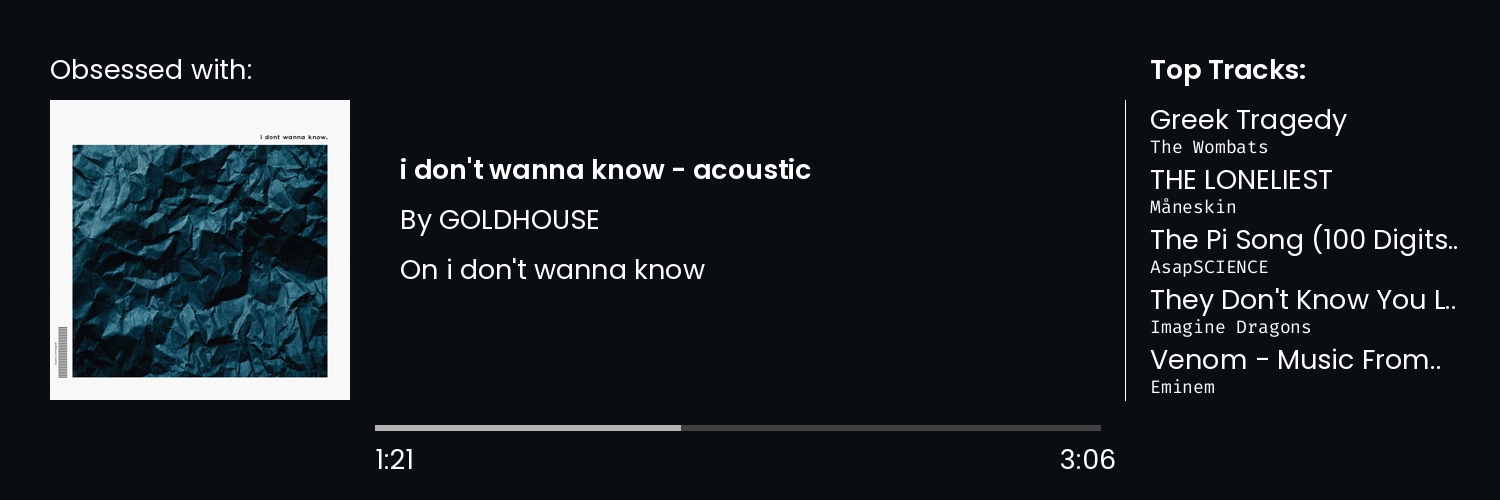 Obsessed with:
i dont wanna know.
i don't wanna know - acoustic
By GOLDHOUSE
On i don't wanna know
1:21
3:06
Top Tracks:
Greek Tragedy
The Wombats
THE LONELIEST
Måneskin
The Pi Song (100 Digits..
AsapSCIENCE
They Don't Know You L..
Imagine Dragons
Venom - Music From..
Eminem